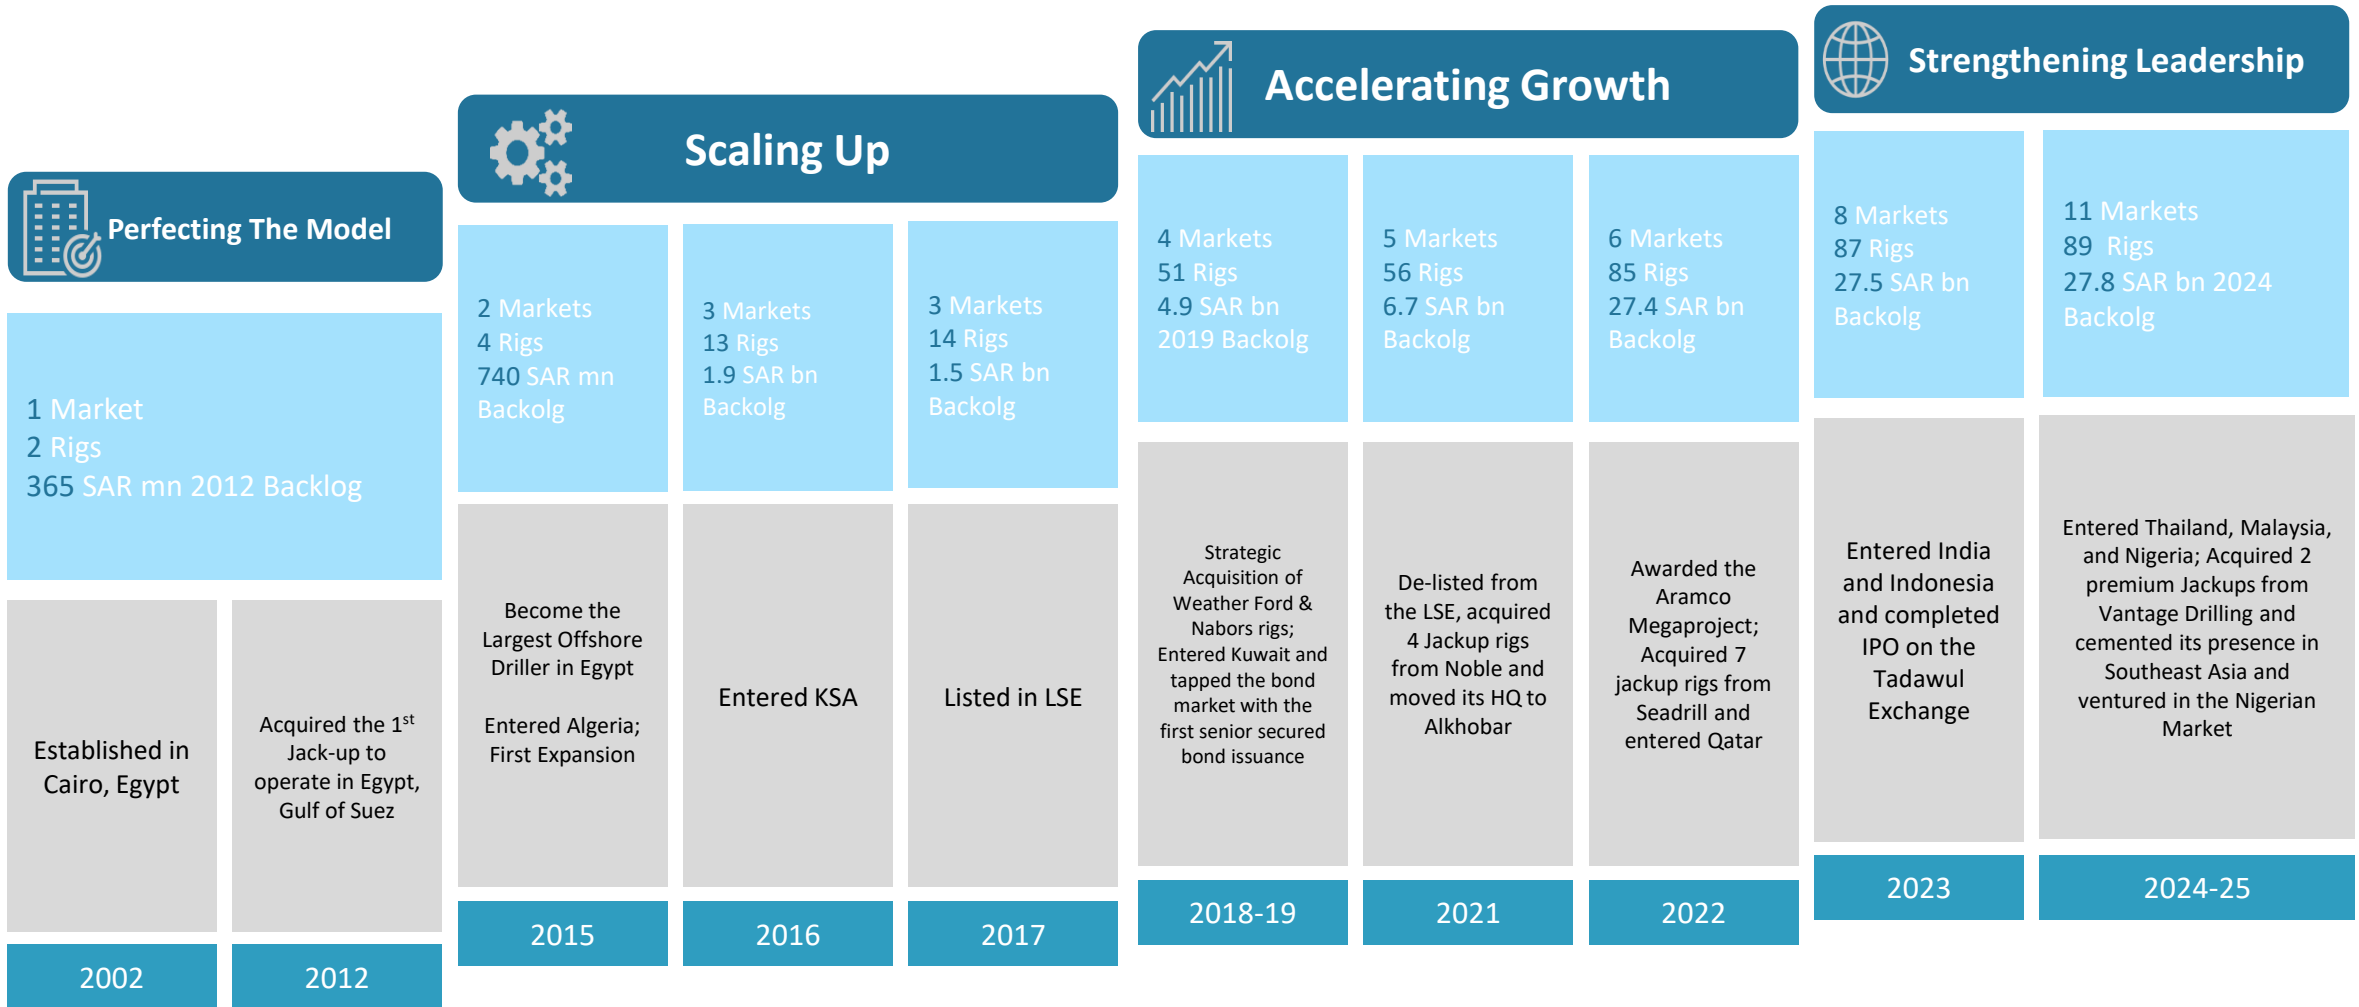 Perfecting The Model
1 Market
2 Rigs
365 SAR mn 2012 Backlog
Established in
Cairo, Egypt
2002
Acquired the 1st
Jack-up to
operate in Egypt,
Gulf of Suez
2012
Scaling Up
2 Markets
4 Rigs
740 SAR mn
Backolg
Become the
Largest Offshore
Driller in Egypt
Entered Algeria;
First Expansion
2015
3 Markets
13 Rigs
1.9 SAR bn
Backolg
Entered KSA
2016
3 Markets
14 Rigs
1.5 SAR bn
Backolg
Listed in LSE
2017
Accelerating Growth
4 Markets
51 Rigs
4.9 SAR bn
2019 Backolg
Strategic
Acquisition of
Weather Ford &
Nabors rigs;
Entered Kuwait and
tapped the bond
market with the
first senior secured
bond issuance
2018-19
5 Markets
56 Rigs
6.7 SAR bn
Backolg
De-listed from
the LSE, acquired
4 Jackup rigs
from Noble and
moved its HQ to
Alkhobar
2021
6 Markets
85 Rigs
27.4 SAR bn
Backolg
Awarded the
Aramco
Megaproject;
Acquired 7
jackup rigs from
Seadrill and
entered Qatar
2022
Strengthening Leadership
8 Markets
87 Rigs
27.5 SAR bn
Backolg
Entered India
and Indonesia
and completed
IPO on the
Tadawul
Exchange
2023
11 Markets
89 Rigs
27.8 SAR bn 2024
Backolg
Entered Thailand, Malaysia,
and Nigeria; Acquired 2
premium Jackups from
Vantage Drilling and
cemented its presence in
Southeast Asia and
ventured in the Nigerian
Market
2024-25